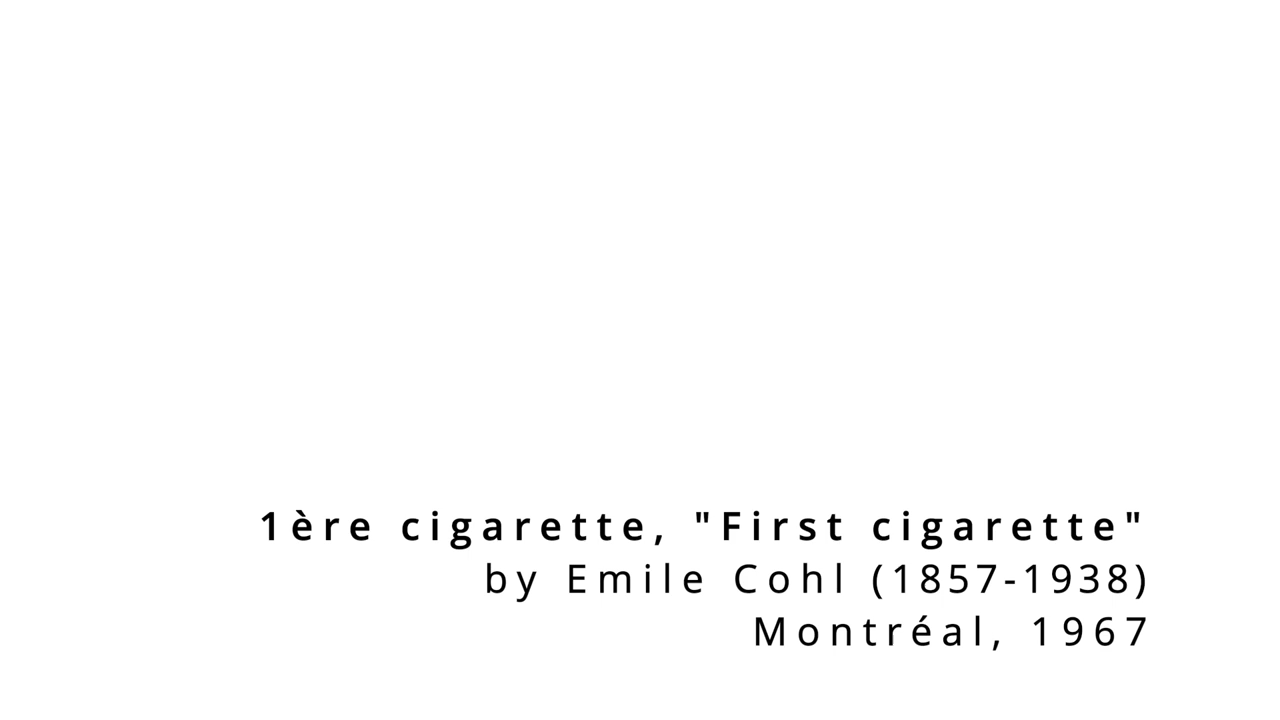 1ère cigarette, "First cigarette"
by Emile Cohl (1857-1938)
Montréal, 1967